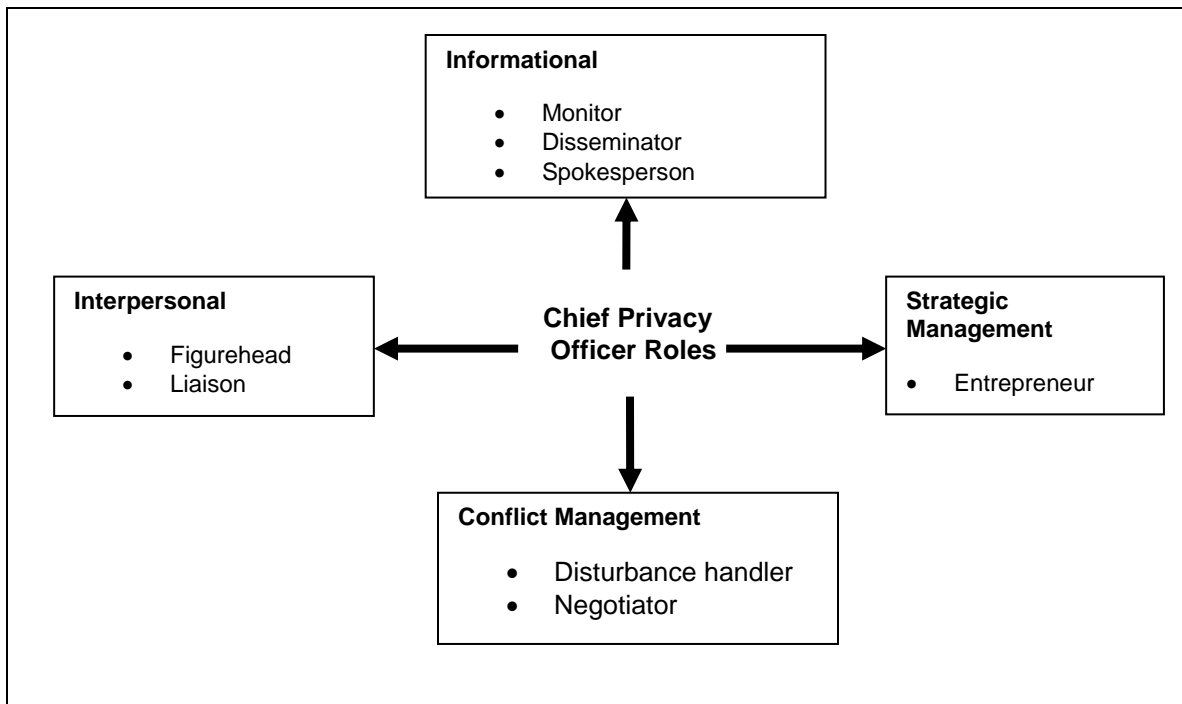 Informational
• Monitor
• Disseminator
• Spokesperson
Interpersonal
• Figurehead
• Liaison
Chief Privacy
Officer Roles
Strategic
Management
• Entrepreneur
Conflict Management
• Disturbance handler
• Negotiator